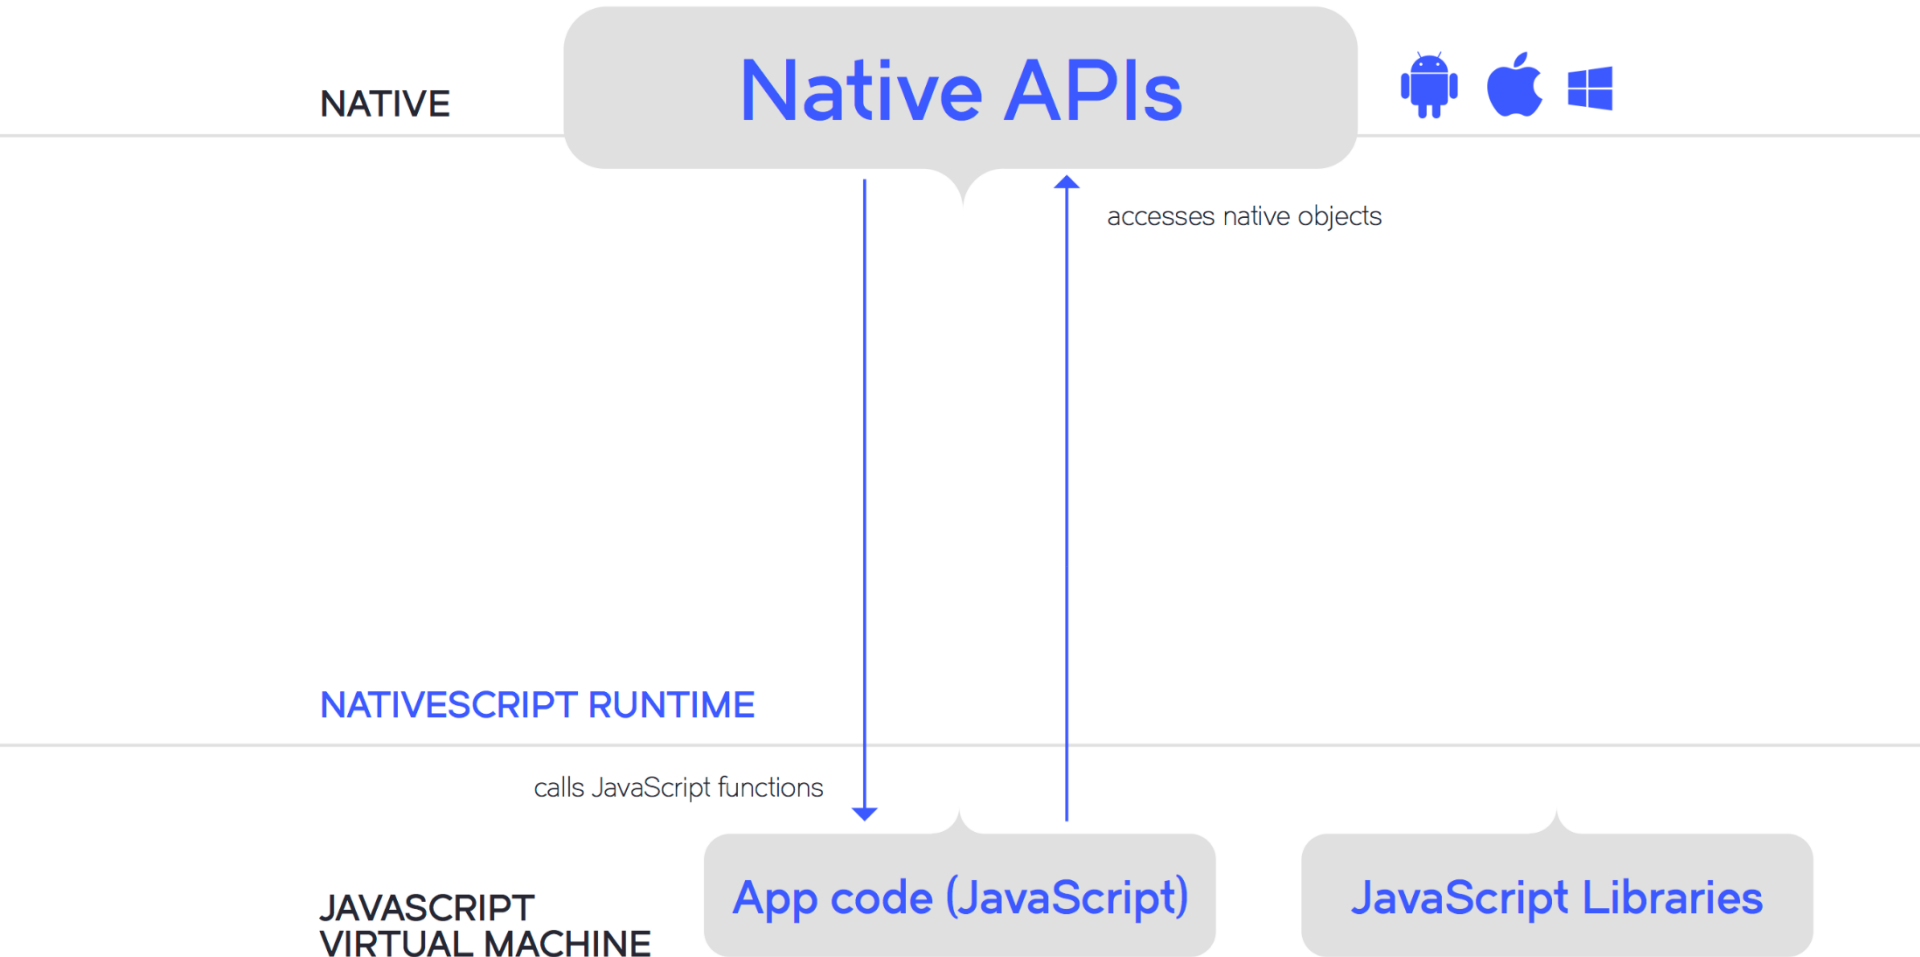 NATIVE
Native APIs
accesses native objects
NATIVESCRIPT RUNTIME
calls JavaScript functions
App code (JavaScript)
JavaScript Libraries
JAVASCRIPT
VIRTUAL MACHINE